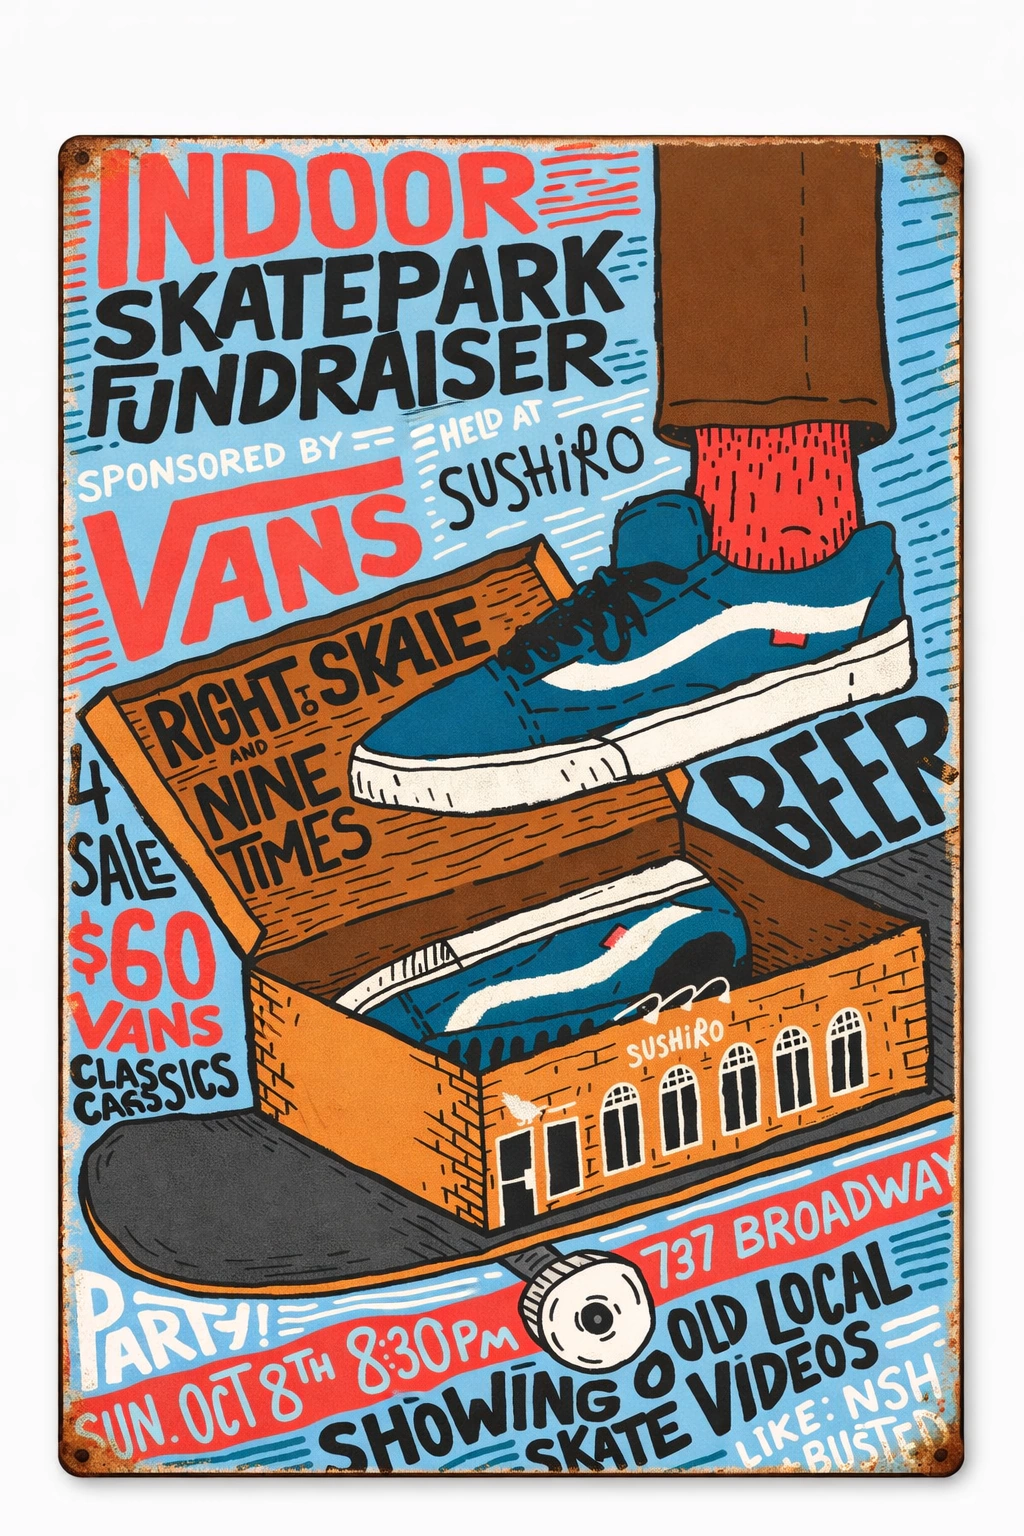 INDOOR
SKATEPARK
FUNDRAISER
SPONSORED BY
VANS
HELD AT
SUSHiRO
RIGHT TO SKATE
AND
NINE
TIMES
BEER
4
SALE
$60
VANS
CLASSICS
SUSHiRO
737 BROADWAY
PARTY!
SUN. OCT 8TH 8:30PM
SHOWING OLD LOCAL
SKATE ViDEOS
LIKE: NSH
+ BUSTED